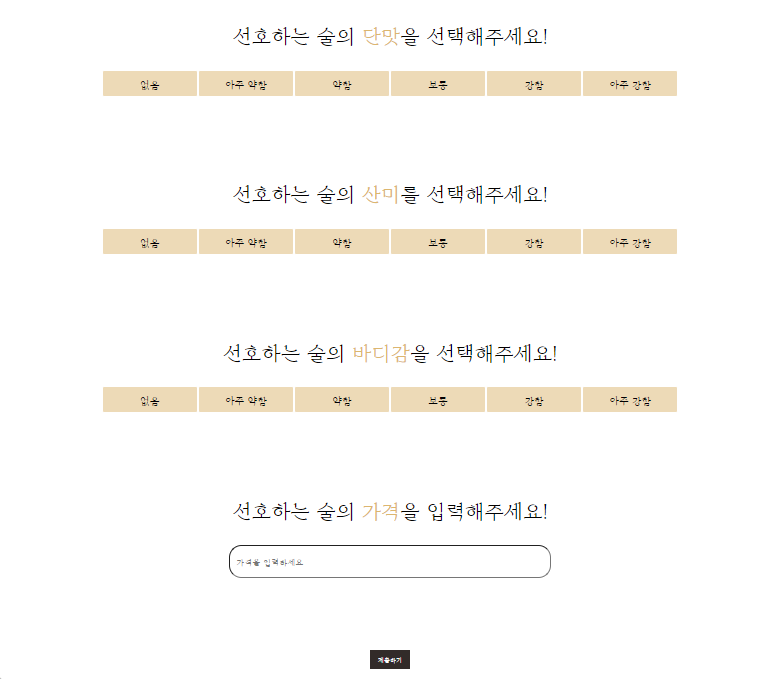 선호하는 술의 단맛을 선택해주세요!
없음 아주 약함 약함 보통 강함 아주 강함
선호하는 술의 산미를 선택해주세요!
없음 아주 약함 약함 보통 강함 아주 강함
선호하는 술의 바디감을 선택해주세요!
없음 아주 약함 약함 보통 강함 아주 강함
선호하는 술의 가격을 입력해주세요!
가격을 입력하세요
제출하기